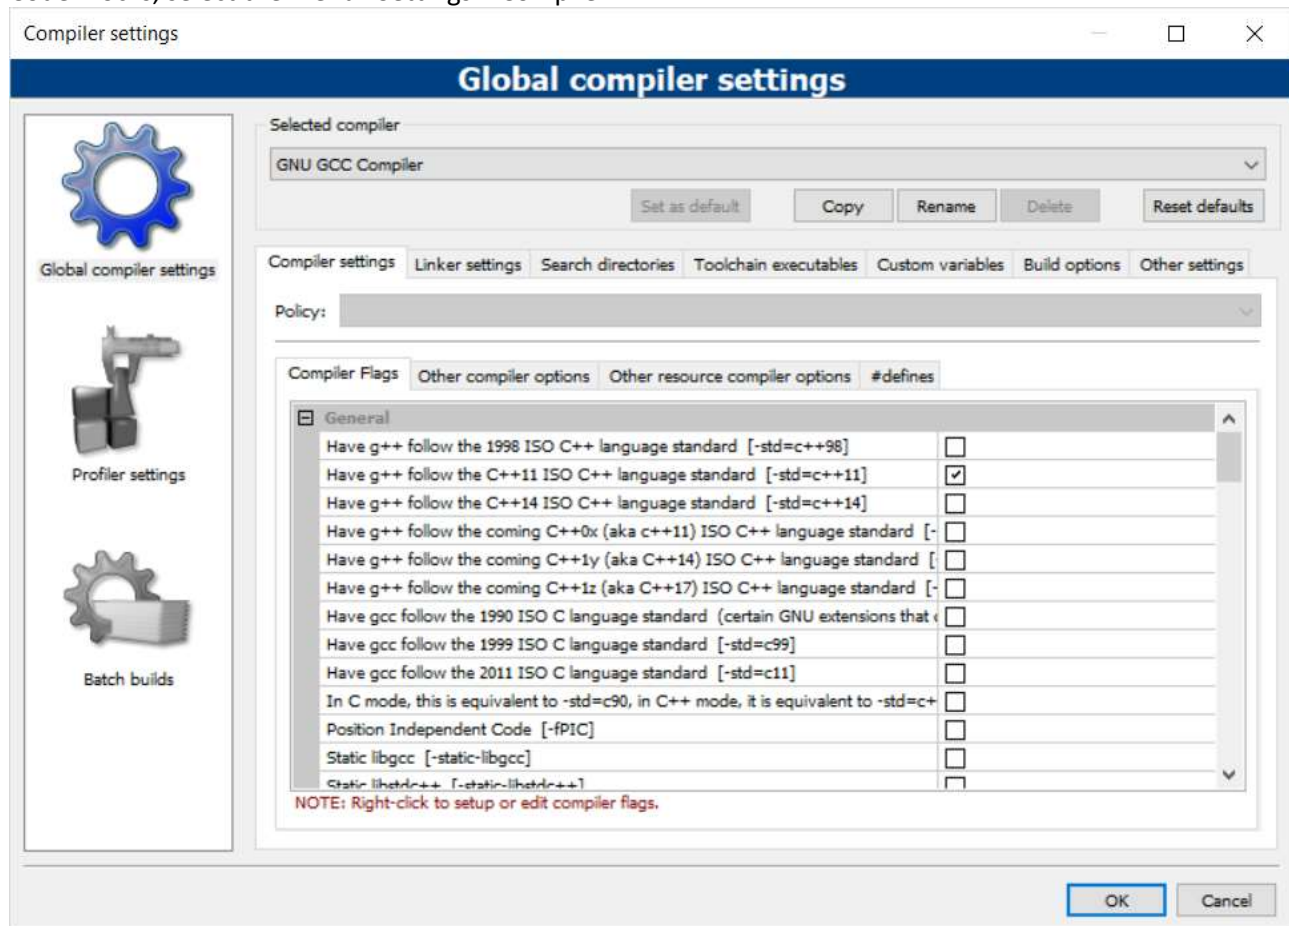 Compiler settings
Global compiler settings
Selected compiler
GNU GCC Compiler
Set as default Copy Rename Delete Reset defaults
Global compiler settings
Compiler settings Linker settings Search directories Toolchain executables Custom variables Build options Other settings
Policy:
Compiler Flags Other compiler options Other resource compiler options #defines
General
Have g++ follow the 1998 ISO C++ language standard [-std=c++98]
Have g++ follow the C++11 ISO C++ language standard [-std=c++11]
Have g++ follow the C++14 ISO C++ language standard [-std=c++14]
Have g++ follow the coming C++0x (aka c++11) ISO C++ language standard [-
Have g++ follow the coming C++1y (aka C++14) ISO C++ language standard [
Have g++ follow the coming C++1z (aka C++17) ISO C++ language standard [-
Have gcc follow the 1990 ISO C language standard (certain GNU extensions that
Have gcc follow the 1999 ISO C language standard [-std=c99]
Have gcc follow the 2011 ISO C language standard [-std=c11]
In C mode, this is equivalent to -std=c90, in C++ mode, it is equivalent to -std=c+
Position Independent Code [-fPIC]
Static libgcc [-static-libgcc]
Static libstdc++ [-static-libstdc++]
NOTE: Right-click to setup or edit compiler flags.
Profiler settings
Batch builds
OK Cancel